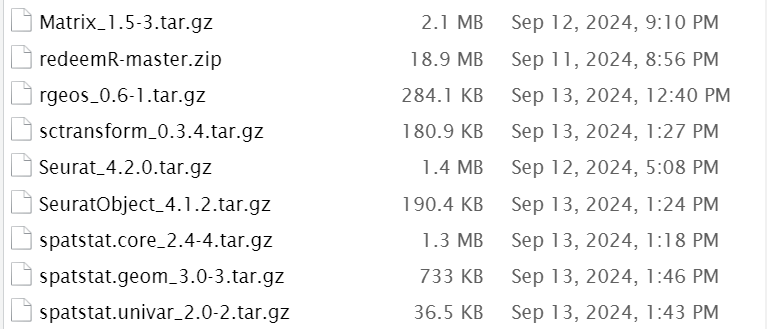 Matrix_1.5-3.tar.gz 2.1 MB Sep 12, 2024, 9:10 PM
redeemR-master.zip 18.9 MB Sep 11, 2024, 8:56 PM
rgeos_0.6-1.tar.gz 284.1 KB Sep 13, 2024, 12:40 PM
sctransform_0.3.4.tar.gz 180.9 KB Sep 13, 2024, 1:27 PM
Seurat_4.2.0.tar.gz 1.4 MB Sep 12, 2024, 5:08 PM
SeuratObject_4.1.2.tar.gz 190.4 KB Sep 13, 2024, 1:24 PM
spatstat.core_2.4-4.tar.gz 1.3 MB Sep 13, 2024, 1:18 PM
spatstat.geom_3.0-3.tar.gz 733 KB Sep 13, 2024, 1:46 PM
spatstat.univar_2.0-2.tar.gz 36.5 KB Sep 13, 2024, 1:43 PM